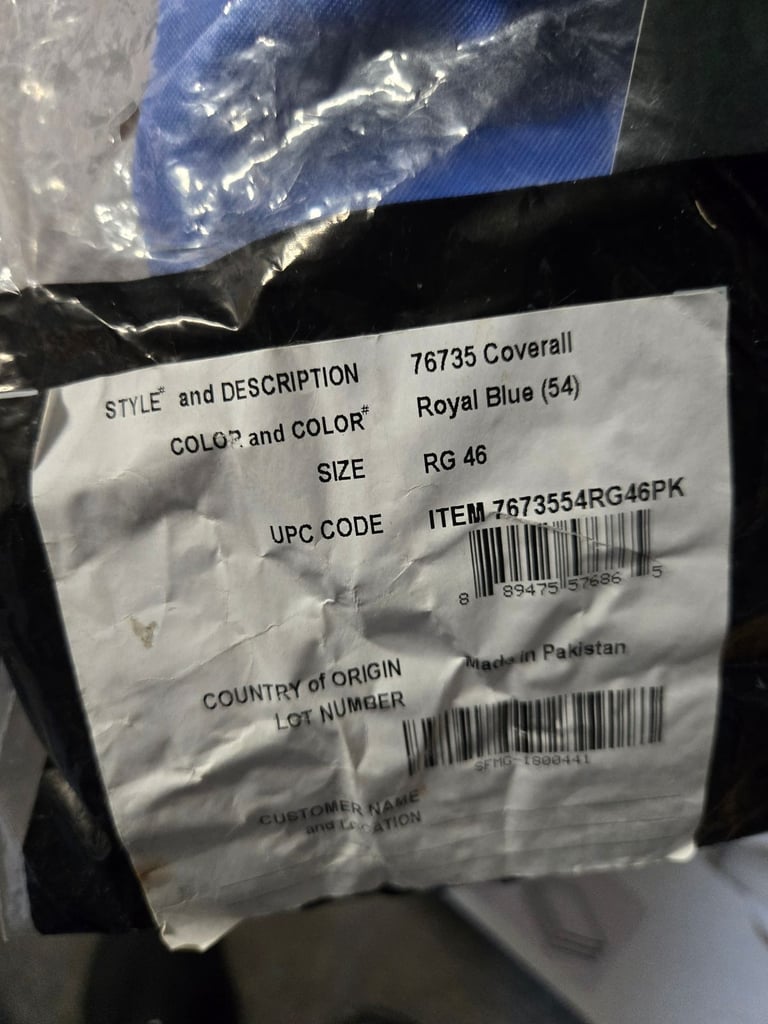 STYLE# and DESCRIPTION 76735 Coverall
COLOR and COLOR# Royal Blue (54)
SIZE RG 46
UPC CODE ITEM 7673554RG46PK
8 89475 57686 5
COUNTRY of ORIGIN Made in Pakistan
LOT NUMBER
SFMG-I800441
CUSTOMER NAME
and LOCATION